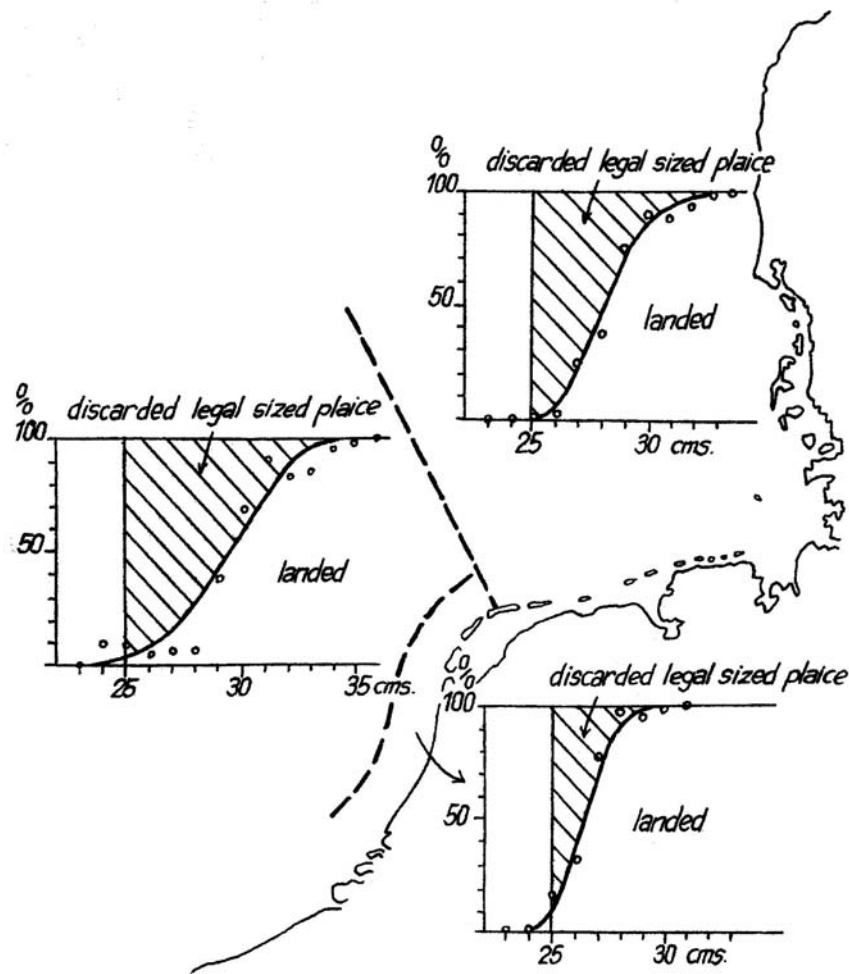 %
discarded legal sized plaice
100
50
landed
25
30 cms.
%
discarded legal sized plaice
100
50
landed
25
30
35 cms.
%
discarded legal sized plaice
100
50
landed
25
30 cms.